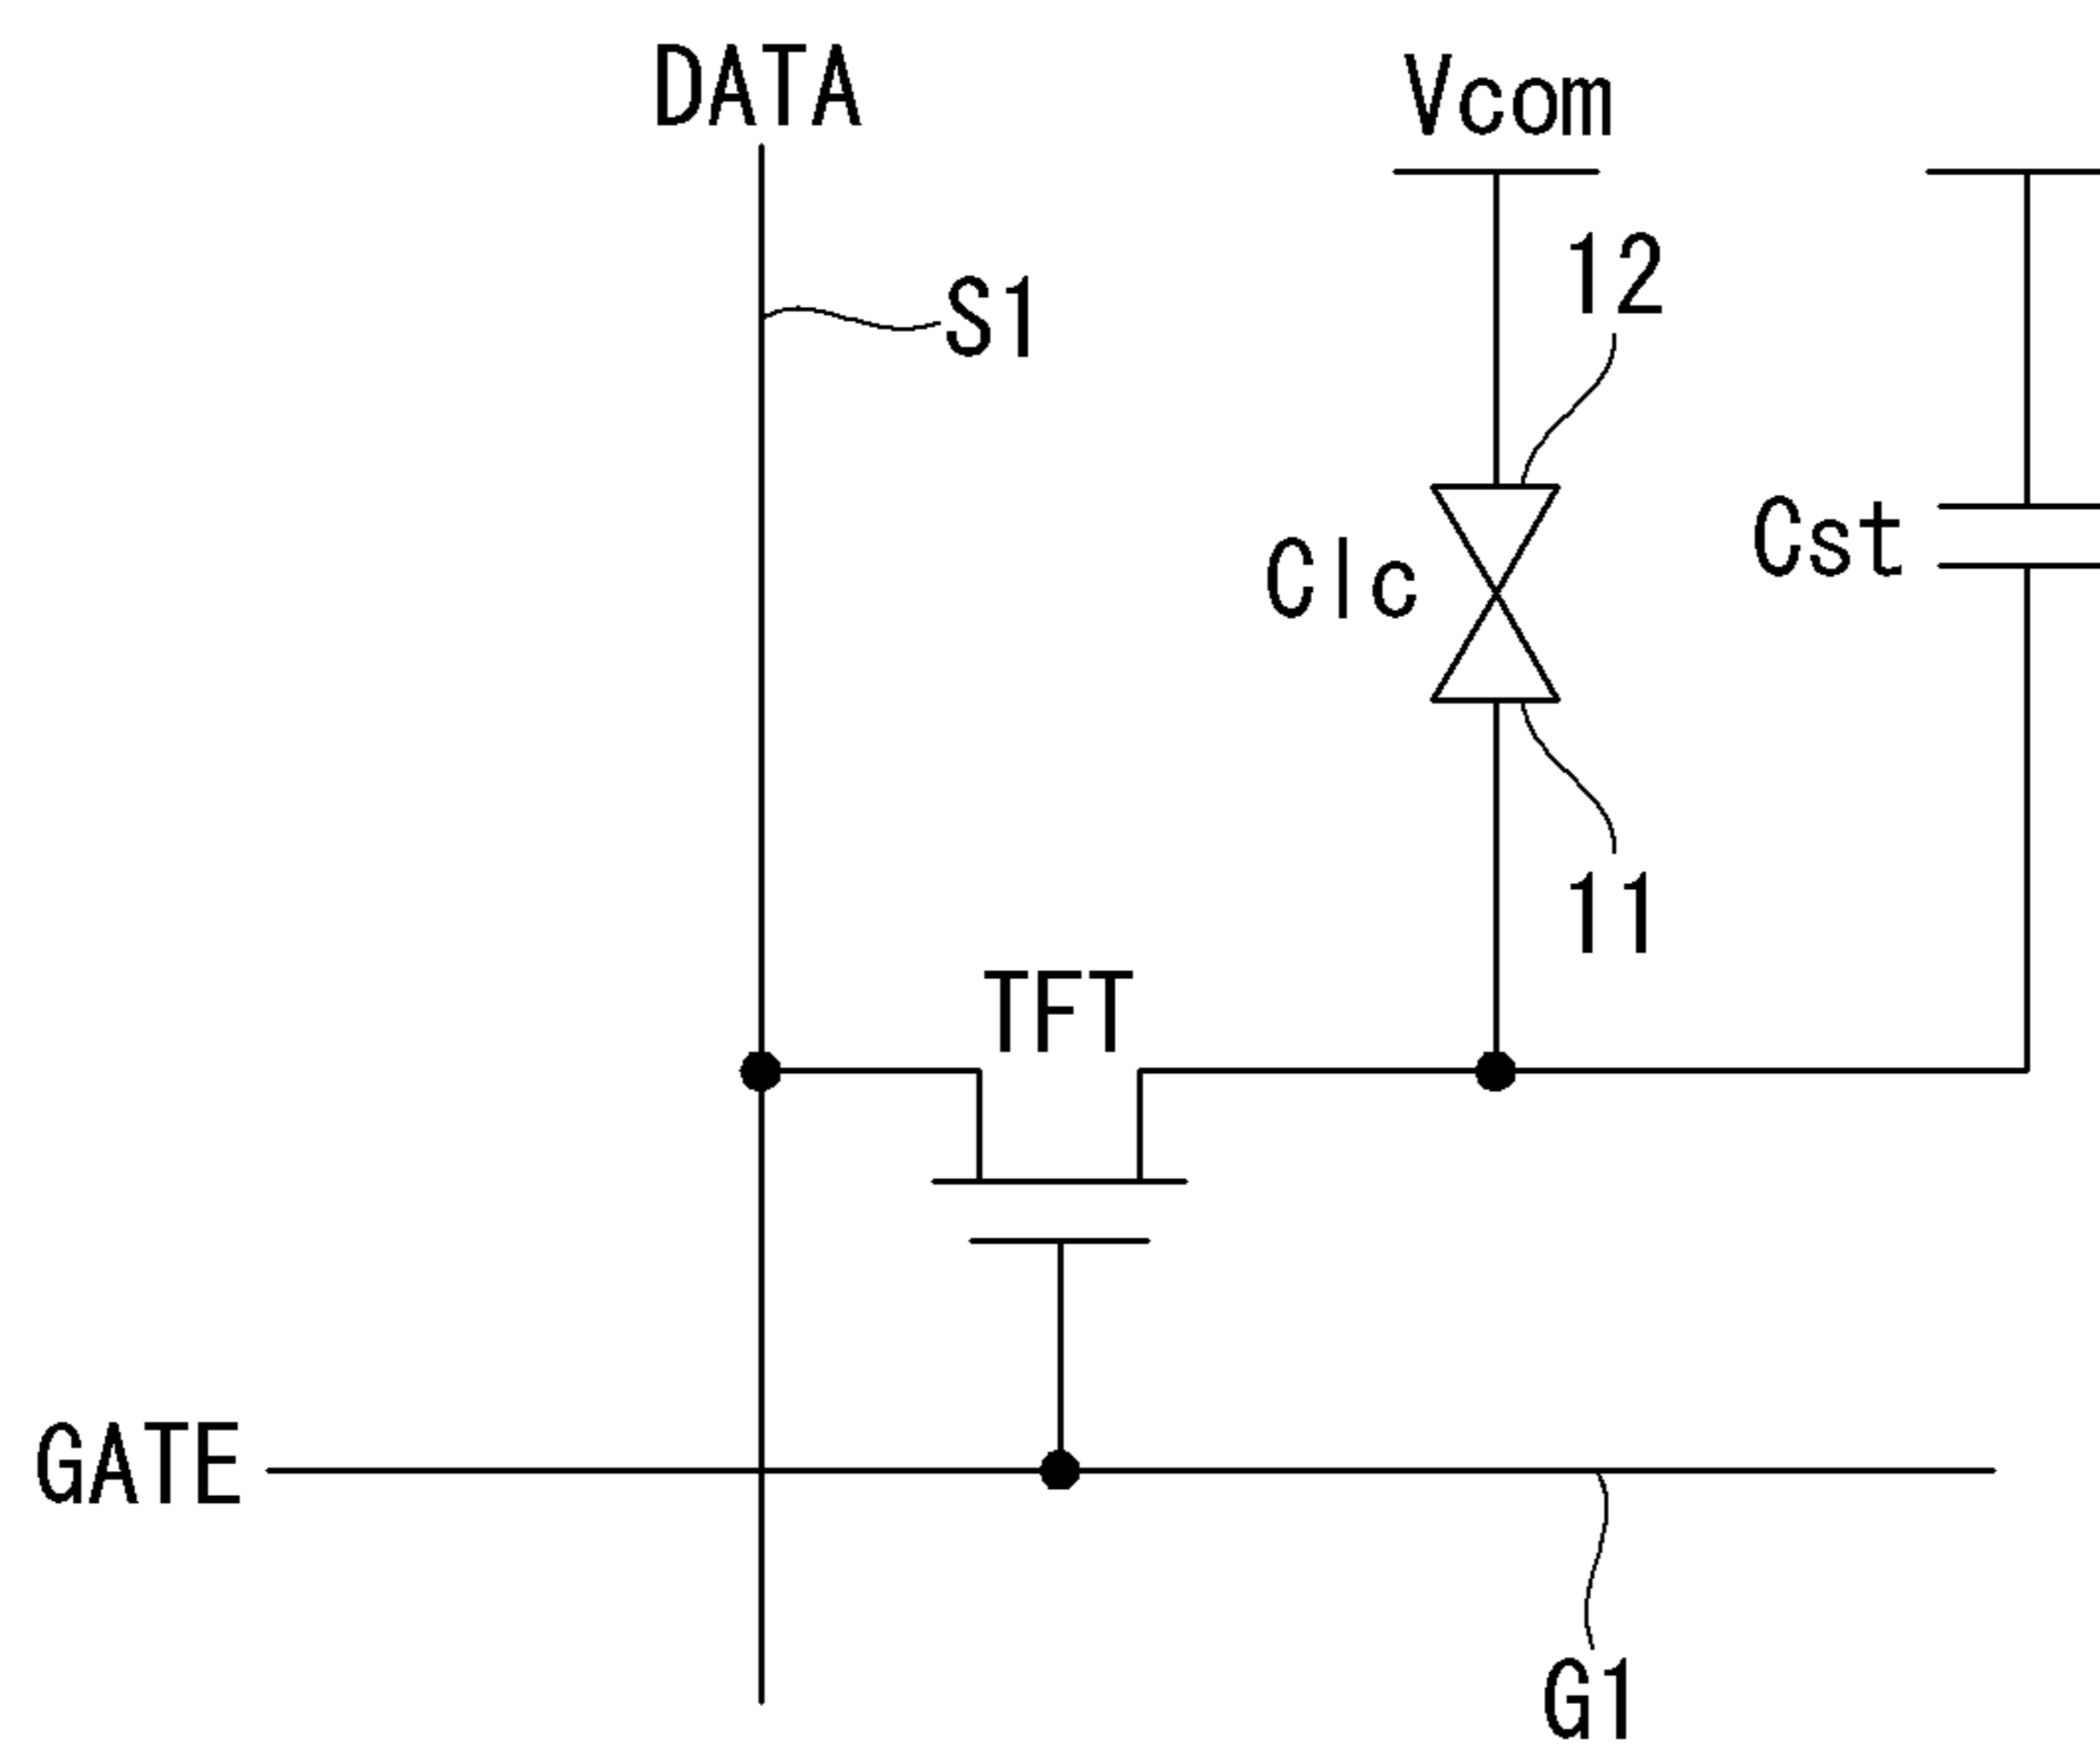 DATA
Vcom
S1
12
Clc
Cst
11
TFT
GATE
G1